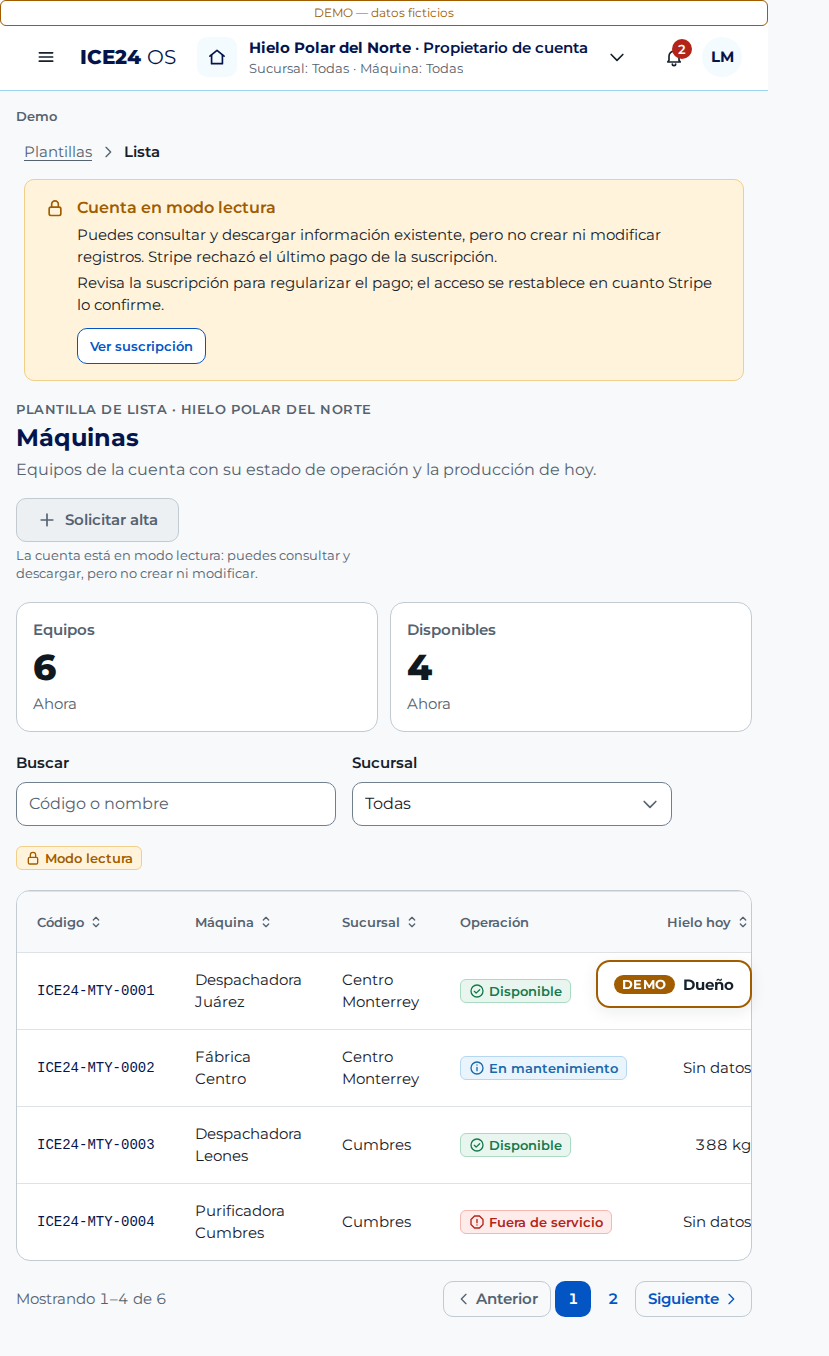 DEMO — datos ficticios
ICE24 OS
Hielo Polar del Norte · Propietario de cuenta
Sucursal: Todas · Máquina: Todas
2
LM
Demo
Plantillas > Lista
Cuenta en modo lectura
Puedes consultar y descargar información existente, pero no crear ni modificar
registros. Stripe rechazó el último pago de la suscripción.
Revisa la suscripción para regularizar el pago; el acceso se restablece en cuanto Stripe
lo confirme.
Ver suscripción
PLANTILLA DE LISTA · HIELO POLAR DEL NORTE
Máquinas
Equipos de la cuenta con su estado de operación y la producción de hoy.
+ Solicitar alta
La cuenta está en modo lectura: puedes consultar y
descargar, pero no crear ni modificar.
Equipos
6
Ahora
Disponibles
4
Ahora
Buscar
Código o nombre
Sucursal
Todas
Modo lectura
Código Máquina Sucursal Operación Hielo hoy
ICE24-MTY-0001
Despachadora
Juárez
Centro
Monterrey
Disponible
DEMO Dueño
ICE24-MTY-0002
Fábrica
Centro
Centro
Monterrey
En mantenimiento
Sin datos
ICE24-MTY-0003
Despachadora
Leones
Cumbres
Disponible
388 kg
ICE24-MTY-0004
Purificadora
Cumbres
Cumbres
Fuera de servicio
Sin datos
Mostrando 1–4 de 6
Anterior 1 2 Siguiente